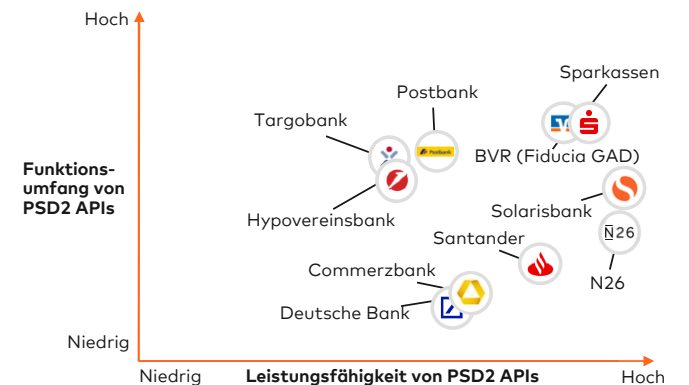 Hoch
Sparkassen
Postbank
Targobank
Postbank
BVR (Fiducia GAD)
Funktions-
umfang von
PSD2 APIs
Solarisbank
Hypovereinsbank
N26
Santander
Commerzbank
N26
Deutsche Bank
Niedrig
Niedrig
Leistungsfähigkeit von PSD2 APIs
Hoch